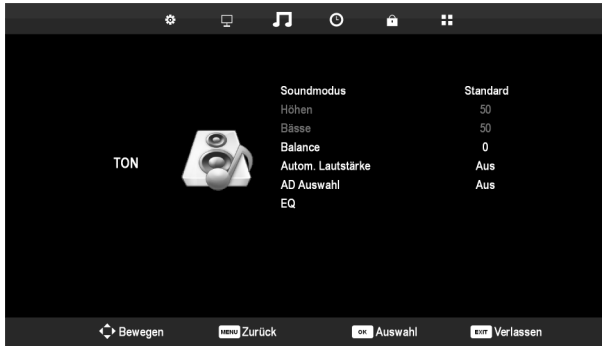 Soundmodus Standard
Höhen 50
Bässe 50
Balance 0
TON
Autom. Lautstärke Aus
AD Auswahl Aus
EQ
Bewegen MENU Zurück OK Auswahl EXIT Verlassen